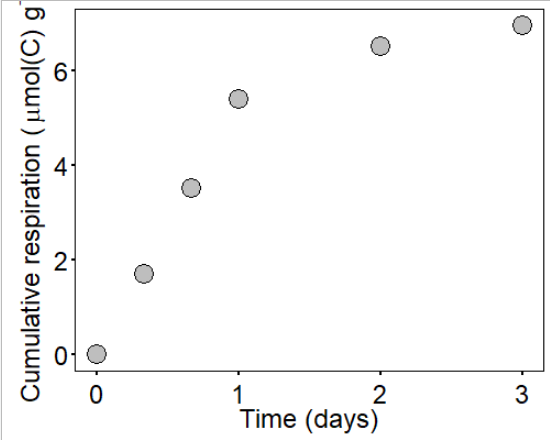 Cumulative respiration ( μmol(C) g
6
4
2
0
0 1 2 3
Time (days)